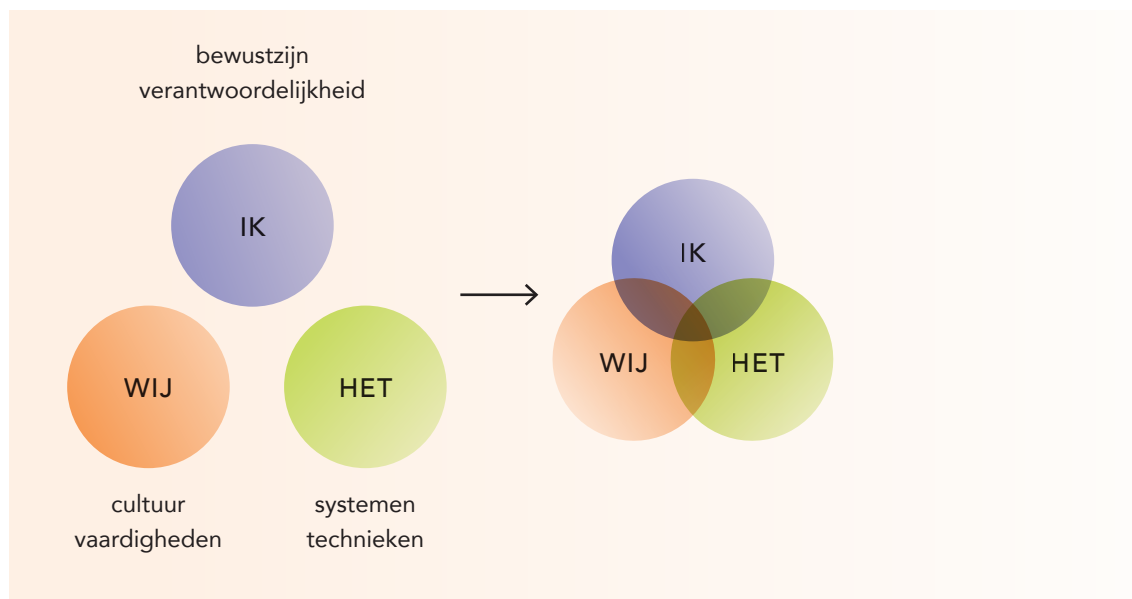 bewustzijn
verantwoordelijkheid
IK
WIJ
HET
cultuur
vaardigheden
systemen
technieken
IK
WIJ
HET